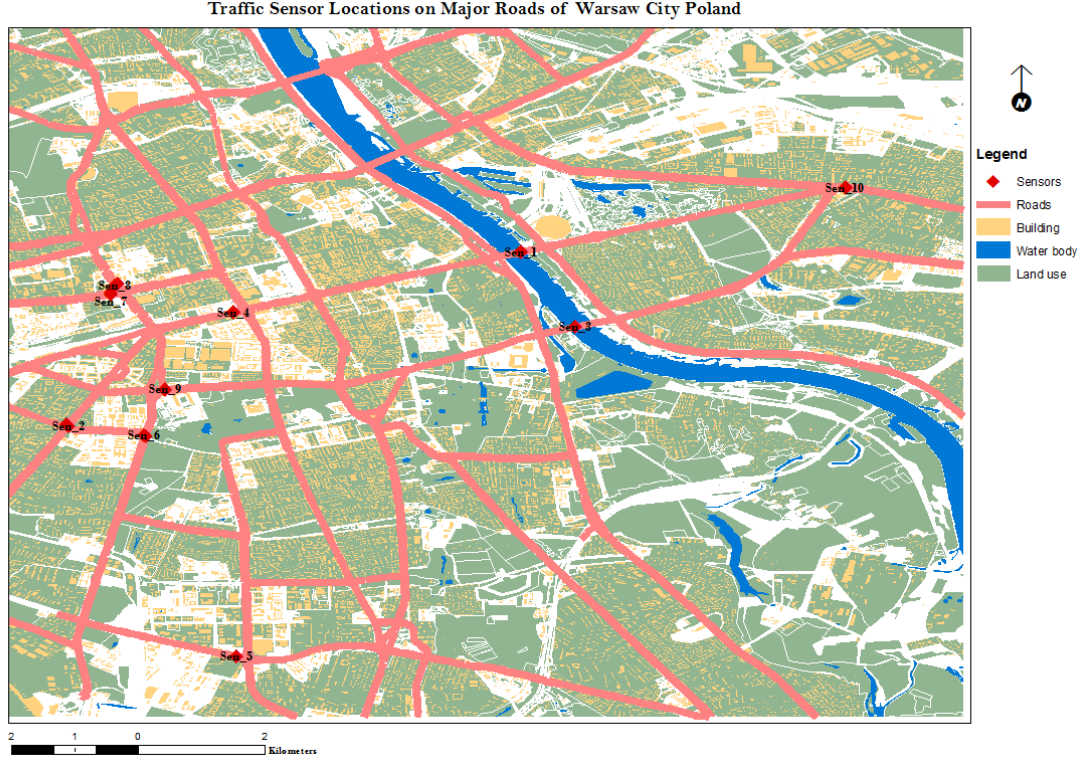 Traffic Sensor Locations on Major Roads of Warsaw City Poland
N
Legend
Sensors
Roads
Building
Water body
Land use
Sen_10
Sen_1
Sen_8
Sen_7
Sen_4
Sen_3
Sen_9
Sen_2
Sen_6
Sen_5
2 1 0 2
Kilometers